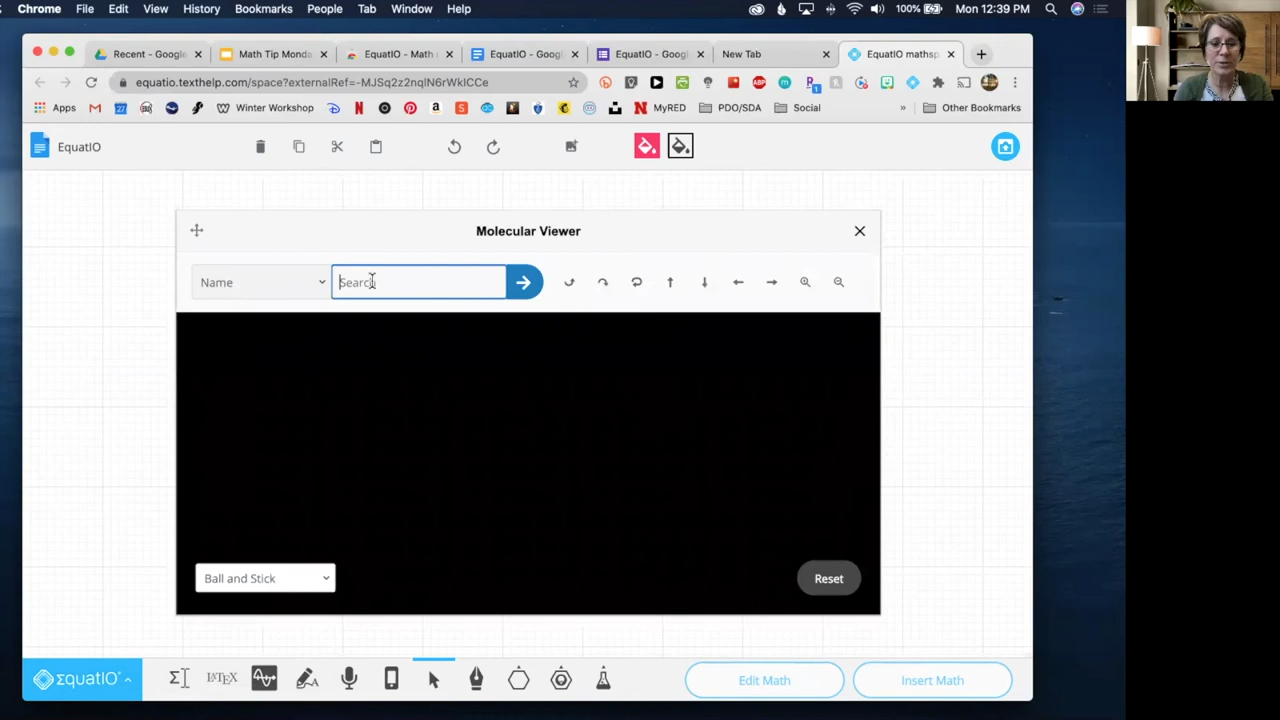 Chrome File Edit View History Bookmarks People Tab Window Help 100% Mon 12:39 PM
Recent - Google Math Tip Monda EquatIO - Math EquatIO - Goog EquatIO - Googl New Tab EquatIO mathsp
equatio.texthelp.com/space?externalRef=-MJSq2z2nqlN6rWkICCe
Apps Winter Workshop MyRED PDO/SDA Social » Other Bookmarks
EquatIO
Molecular Viewer
Name Search
Ball and Stick Reset
ΣquatIO LATEX Edit Math Insert Math